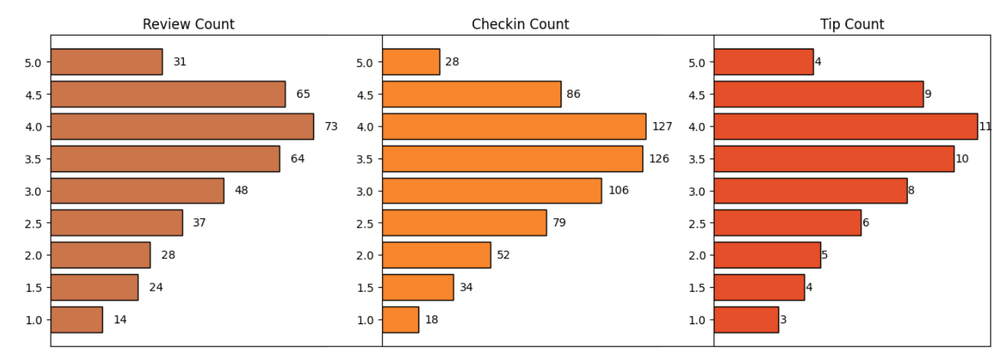 Review Count Checkin Count Tip Count
5.0 31 5.0 28 5.0 4
4.5 65 4.5 86 4.5 9
4.0 73 4.0 127 4.0 11
3.5 64 3.5 126 3.5 10
3.0 48 3.0 106 3.0 8
2.5 37 2.5 79 2.5 6
2.0 28 2.0 52 2.0 5
1.5 24 1.5 34 1.5 4
1.0 14 1.0 18 1.0 3